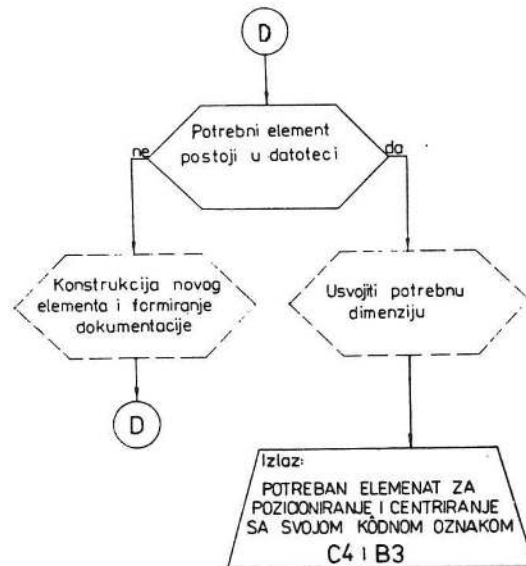 D
Potrebni element
postoji u datoteci
ne
da
Konstrukcija novog
elementa i formiranje
dokumentacije
Usvojiti potrebnu
dimenziju
D
Izlaz:
POTREBAN ELEMENAT ZA
POZICIONIRANJE I CENTRIRANJE
SA SVOJOM KÔDNOM OZNAKOM
C4 I B3